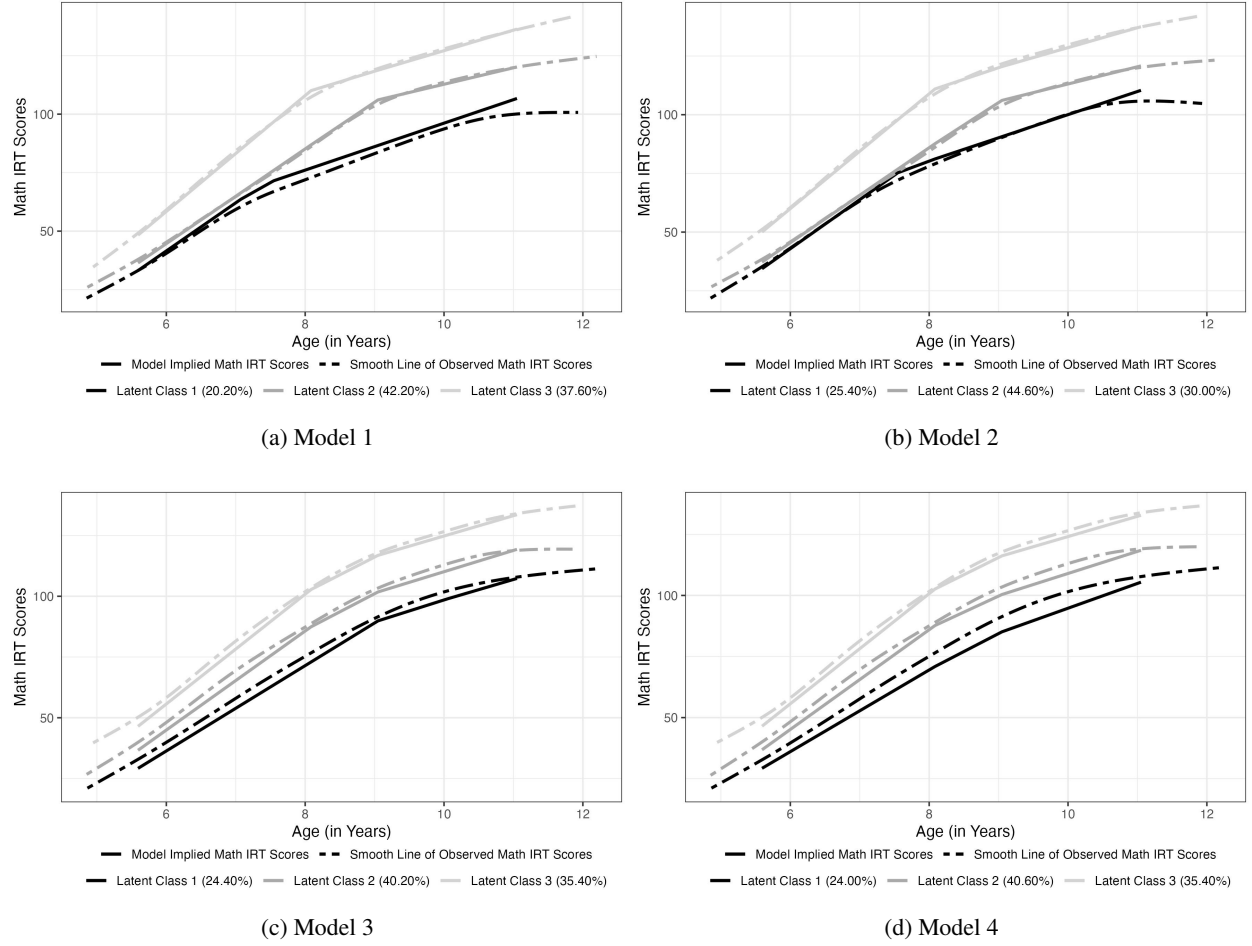 Math IRT Scores
100
50
6
8
10
12
Age (in Years)
Model Implied Math IRT Scores Smooth Line of Observed Math IRT Scores
Latent Class 1 (20.20%) Latent Class 2 (42.20%) Latent Class 3 (37.60%)
(a) Model 1
Math IRT Scores
100
50
6
8
10
12
Age (in Years)
Model Implied Math IRT Scores Smooth Line of Observed Math IRT Scores
Latent Class 1 (25.40%) Latent Class 2 (44.60%) Latent Class 3 (30.00%)
(b) Model 2
Math IRT Scores
100
50
6
8
10
12
Age (in Years)
Model Implied Math IRT Scores Smooth Line of Observed Math IRT Scores
Latent Class 1 (24.40%) Latent Class 2 (40.20%) Latent Class 3 (35.40%)
(c) Model 3
Math IRT Scores
100
50
6
8
10
12
Age (in Years)
Model Implied Math IRT Scores Smooth Line of Observed Math IRT Scores
Latent Class 1 (24.00%) Latent Class 2 (40.60%) Latent Class 3 (35.40%)
(d) Model 4